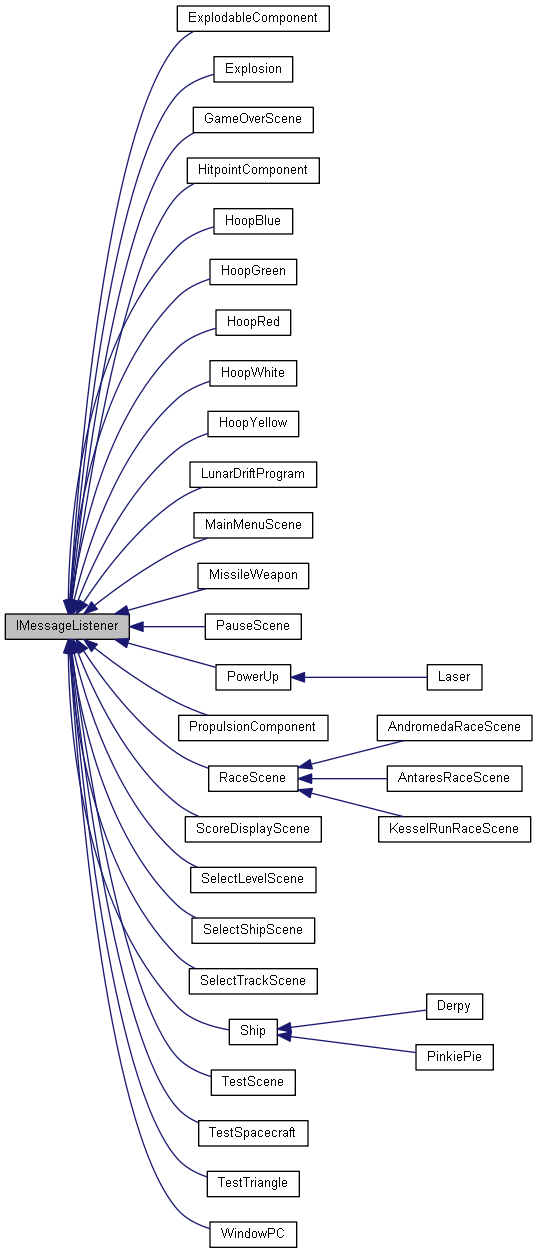 ExplodableComponent
Explosion
GameOverScene
HitpointComponent
HoopBlue
HoopGreen
HoopRed
HoopWhite
HoopYellow
LunarDriftProgram
MainMenuScene
MissileWeapon
IMessageListener
PauseScene
PowerUp
Laser
PropulsionComponent
AndromedaRaceScene
RaceScene
AntaresRaceScene
ScoreDisplayScene
KesselRunRaceScene
SelectLevelScene
SelectShipScene
SelectTrackScene
Derpy
Ship
PinkiePie
TestScene
TestSpacecraft
TestTriangle
WindowPC